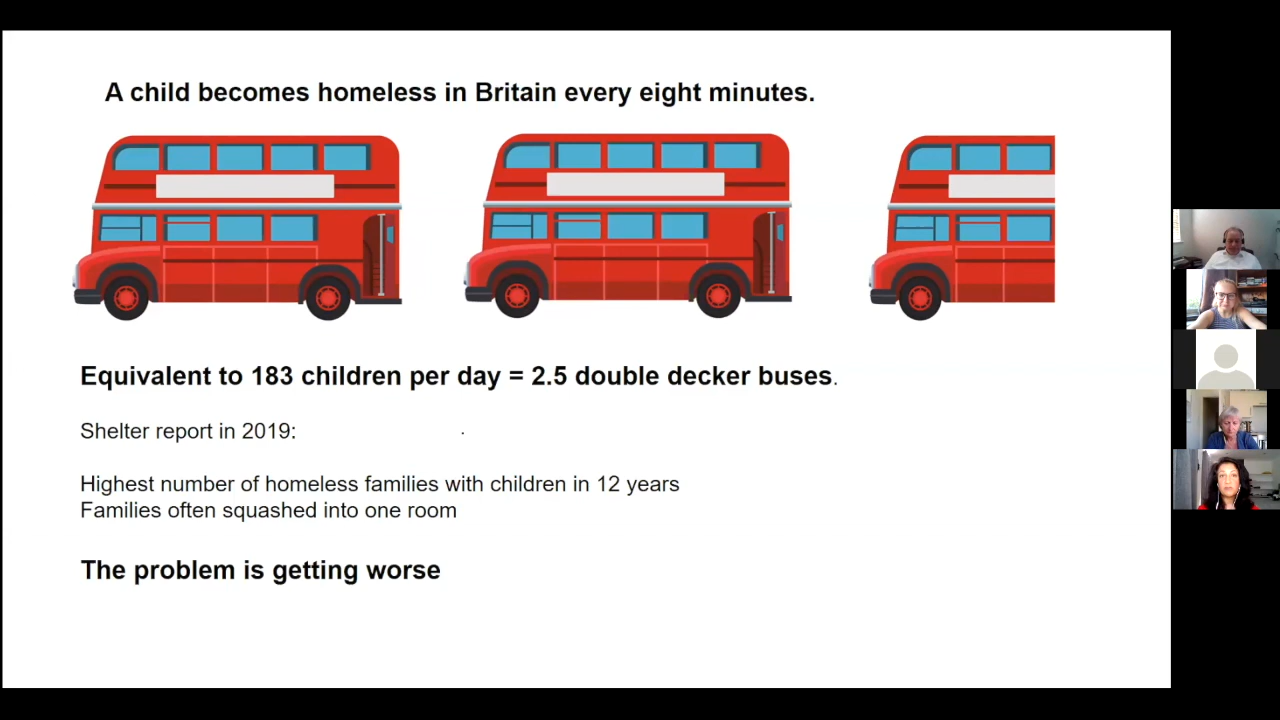 A child becomes homeless in Britain every eight minutes.
Equivalent to 183 children per day = 2.5 double decker buses.
Shelter report in 2019:
Highest number of homeless families with children in 12 years
Families often squashed into one room
The problem is getting worse